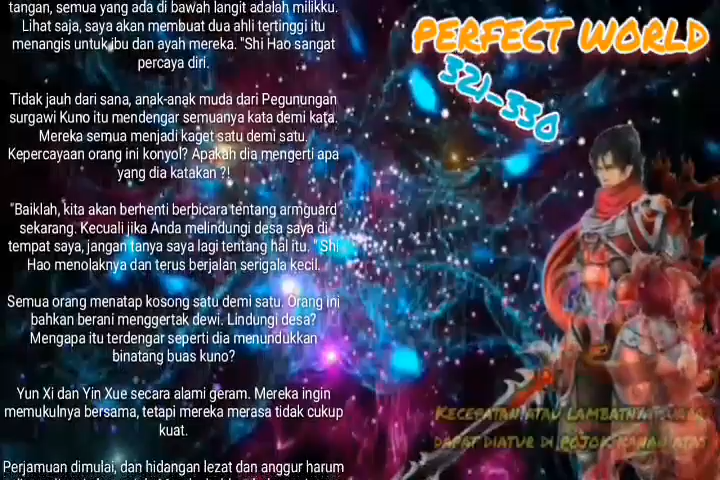 tangan, semua yang ada di bawah langit adalah milikku.
Lihat saja, saya akan membuat dua ahli tertinggi itu
menangis untuk ibu dan ayah mereka. "Shi Hao sangat
percaya diri.
Tidak jauh dari sana, anak-anak muda dari Pegunungan
surgawi Kuno itu mendengar semuanya kata demi kata.
Mereka semua menjadi kaget satu demi satu.
Kepercayaan orang ini konyol? Apakah dia mengerti apa
yang dia katakan ?!
"Baiklah, kita akan berhenti berbicara tentang armguard
sekarang. Kecuali jika Anda melindungi desa saya di
tempat saya, jangan tanya saya lagi tentang hal itu. "Shi
Hao menolaknya dan terus berjalan serigala kecil.
Semua orang menatap kosong satu demi satu. Orang ini
bahkan berani menggertak dewi. Lindungi desa?
Mengapa itu terdengar seperti dia menundukkan
binatang buas kuno?
Yun Xi dan Yin Xue secara alami geram. Mereka ingin
memukulnya bersama, tetapi mereka merasa tidak cukup
kuat.
Perjamuan dimulai, dan hidangan lezat dan anggur harum
PERFECT WORLD
321-330
Kecepatan atau lambatnya suara
dapat diatur di pojok kanan atas